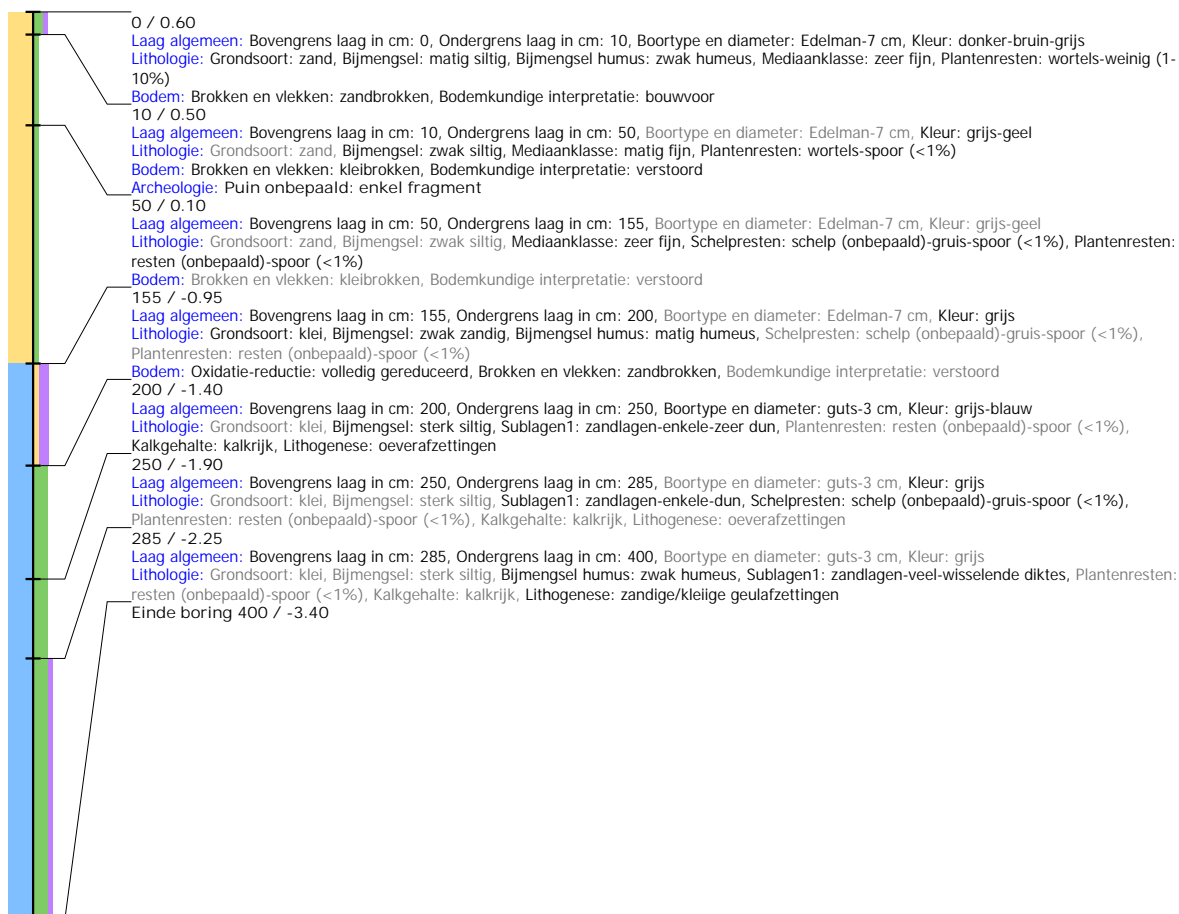 0 / 0.60
Laag algemeen: Bovengrens laag in cm: 0, Ondergrens laag in cm: 10, Boortype en diameter: Edelman-7 cm, Kleur: donker-bruin-grijs
Lithologie: Grondsoort: zand, Bijmengsel: matig siltig, Bijmengsel humus: zwak humeus, Mediaanklasse: zeer fijn, Plantenresten: wortels-weinig (1-
10%)
Bodem: Brokken en vlekken: zandbrokken, Bodemkundige interpretatie: bouwvoor
10 / 0.50
Laag algemeen: Bovengrens laag in cm: 10, Ondergrens laag in cm: 50, Boortype en diameter: Edelman-7 cm, Kleur: grijs-geel
Lithologie: Grondsoort: zand, Bijmengsel: zwak siltig, Mediaanklasse: matig fijn, Plantenresten: wortels-spoor (<1%)
Bodem: Brokken en vlekken: kleibrokken, Bodemkundige interpretatie: verstoord
Archeologie: Puin onbepaald: enkel fragment
50 / 0.10
Laag algemeen: Bovengrens laag in cm: 50, Ondergrens laag in cm: 155, Boortype en diameter: Edelman-7 cm, Kleur: grijs-geel
Lithologie: Grondsoort: zand, Bijmengsel: zwak siltig, Mediaanklasse: zeer fijn, Schelpresten: schelp (onbepaald)-gruis-spoor (<1%), Plantenresten:
resten (onbepaald)-spoor (<1%)
Bodem: Brokken en vlekken: kleibrokken, Bodemkundige interpretatie: verstoord
155 / -0.95
Laag algemeen: Bovengrens laag in cm: 155, Ondergrens laag in cm: 200, Boortype en diameter: Edelman-7 cm, Kleur: grijs
Lithologie: Grondsoort: klei, Bijmengsel: zwak zandig, Bijmengsel humus: matig humeus, Schelpresten: schelp (onbepaald)-gruis-spoor (<1%),
Plantenresten: resten (onbepaald)-spoor (<1%)
Bodem: Oxidatie-reductie: volledig gereduceerd, Brokken en vlekken: zandbrokken, Bodemkundige interpretatie: verstoord
200 / -1.40
Laag algemeen: Bovengrens laag in cm: 200, Ondergrens laag in cm: 250, Boortype en diameter: guts-3 cm, Kleur: grijs-blauw
Lithologie: Grondsoort: klei, Bijmengsel: sterk siltig, Sublagen1: zandlagen-enkele-zeer dun, Plantenresten: resten (onbepaald)-spoor (<1%),
Kalkgehalte: kalkrijk, Lithogenese: oeverafzettingen
250 / -1.90
Laag algemeen: Bovengrens laag in cm: 250, Ondergrens laag in cm: 285, Boortype en diameter: guts-3 cm, Kleur: grijs
Lithologie: Grondsoort: klei, Bijmengsel: sterk siltig, Sublagen1: zandlagen-enkele-dun, Schelpresten: schelp (onbepaald)-gruis-spoor (<1%),
Plantenresten: resten (onbepaald)-spoor (<1%), Kalkgehalte: kalkrijk, Lithogenese: oeverafzettingen
285 / -2.25
Laag algemeen: Bovengrens laag in cm: 285, Ondergrens laag in cm: 400, Boortype en diameter: guts-3 cm, Kleur: grijs
Lithologie: Grondsoort: klei, Bijmengsel: sterk siltig, Bijmengsel humus: zwak humeus, Sublagen1: zandlagen-veel-wisselende diktes, Plantenresten:
resten (onbepaald)-spoor (<1%), Kalkgehalte: kalkrijk, Lithogenese: zandige/kleiige geulafzettingen
Einde boring 400 / -3.40